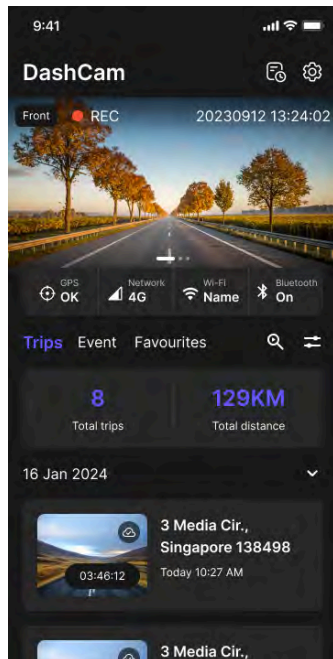 9:41
DashCam
Front REC 20230912 13:24:02
GPS Network Wi-Fi Bluetooth
OK 4G Name On
Trips Event Favourites
8 129KM
Total trips Total distance
16 Jan 2024
3 Media Cir.,
Singapore 138498
03:46:12 Today 10:27 AM
3 Media Cir.,